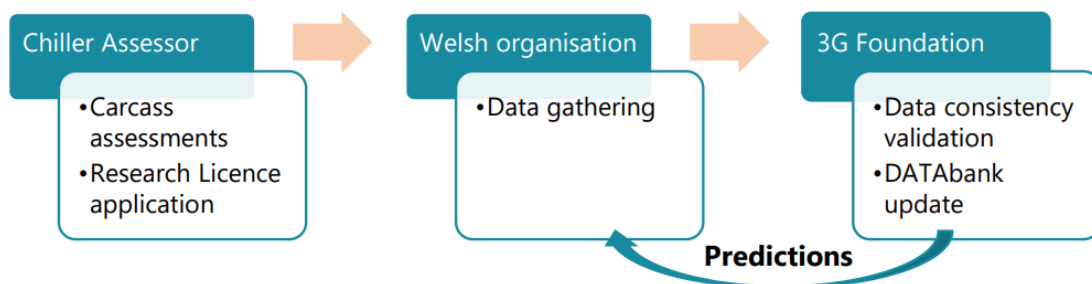 Chiller Assessor
•Carcass
assessments
•Research Licence
application
Welsh organisation
•Data gathering
3G Foundation
•Data consistency
validation
•DATAbank
update
Predictions